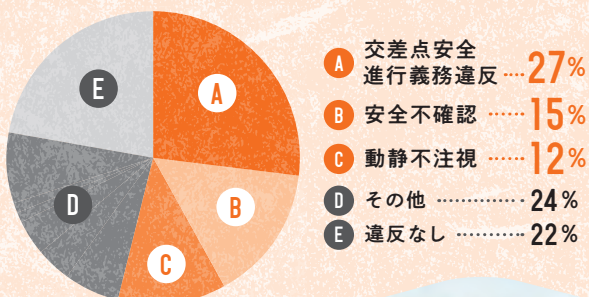 A
B
C
D
E
A 交差点安全
進行義務違反 ···· 27%
B 安全不確認 ······ 15%
C 動静不注視 ······ 12%
D その他 ············· 24%
E 違反なし ·········· 22%